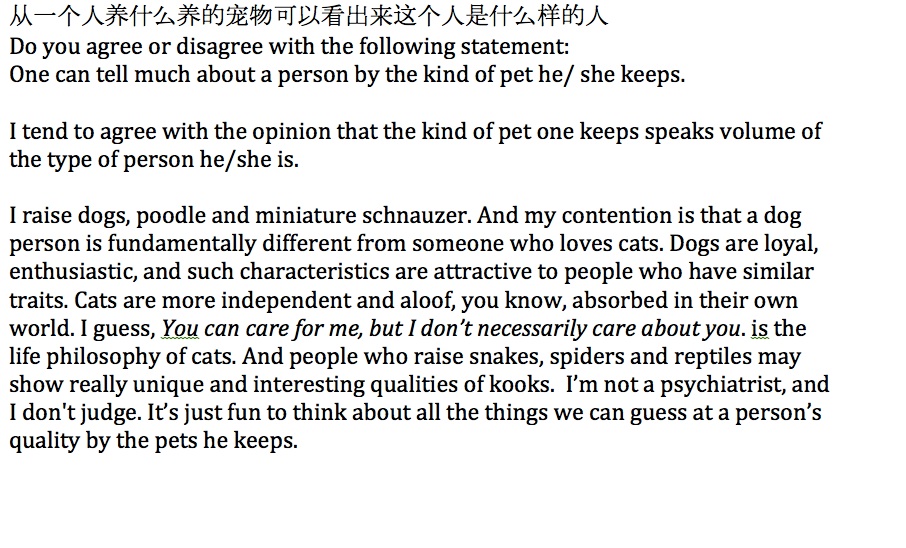 从一个人养什么养的宠物可以看出来这个人是什么样的人
Do you agree or disagree with the following statement:
One can tell much about a person by the kind of pet he/ she keeps.
I tend to agree with the opinion that the kind of pet one keeps speaks volume of
the type of person he/she is.
I raise dogs, poodle and miniature schnauzer. And my contention is that a dog
person is fundamentally different from someone who loves cats. Dogs are loyal,
enthusiastic, and such characteristics are attractive to people who have similar
traits. Cats are more independent and aloof, you know, absorbed in their own
world. I guess, You can care for me, but I don’t necessarily care about you. is the
life philosophy of cats. And people who raise snakes, spiders and reptiles may
show really unique and interesting qualities of kooks.  I’m not a psychiatrist, and
I don't judge. It’s just fun to think about all the things we can guess at a person’s
quality by the pets he keeps.